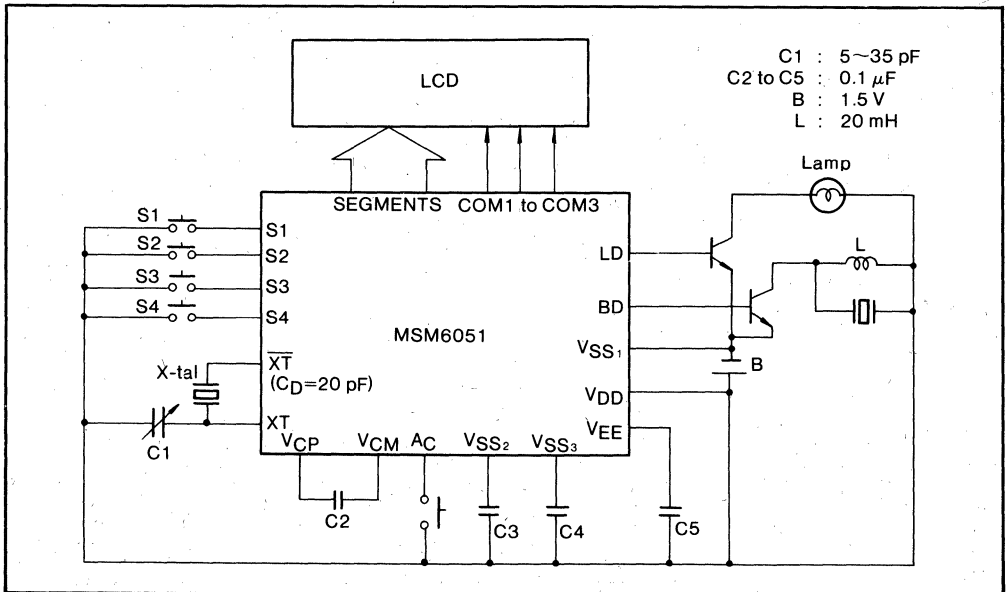 LCD
C1 : 5~35 pF
C2 to C5 : 0.1 μF
B : 1.5 V
L : 20 mH
Lamp
SEGMENTS COM1 to COM3
S1 S1
S2 S2
S3 S3
S4 S4
LD
L
BD
MSM6051
VSS1
B
X-tal
XT
(CD=20 pF)
VDD
XT
VEE
C1
VCP VCM AC VSS2 VSS3
C2 C3 C4 C5